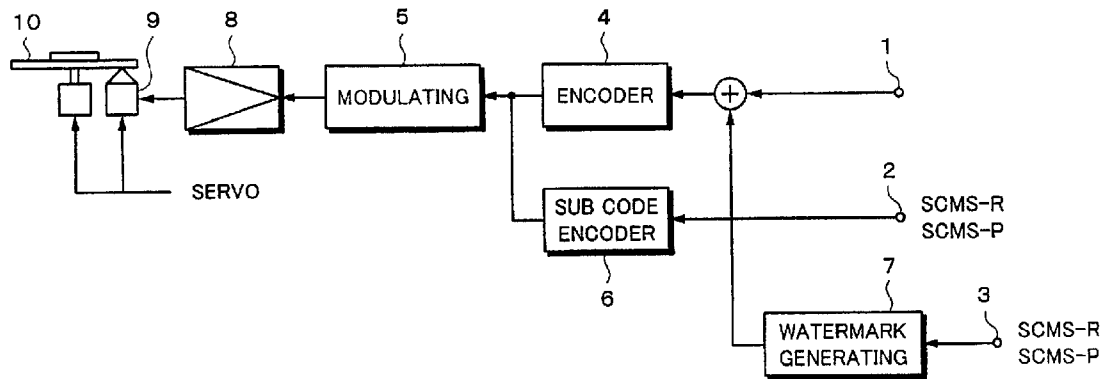 10
9
8
5
4
1
MODULATING
ENCODER
+
SERVO
SUB CODE
ENCODER
2
SCMS-R
SCMS-P
6
7
3
WATERMARK
GENERATING
SCMS-R
SCMS-P